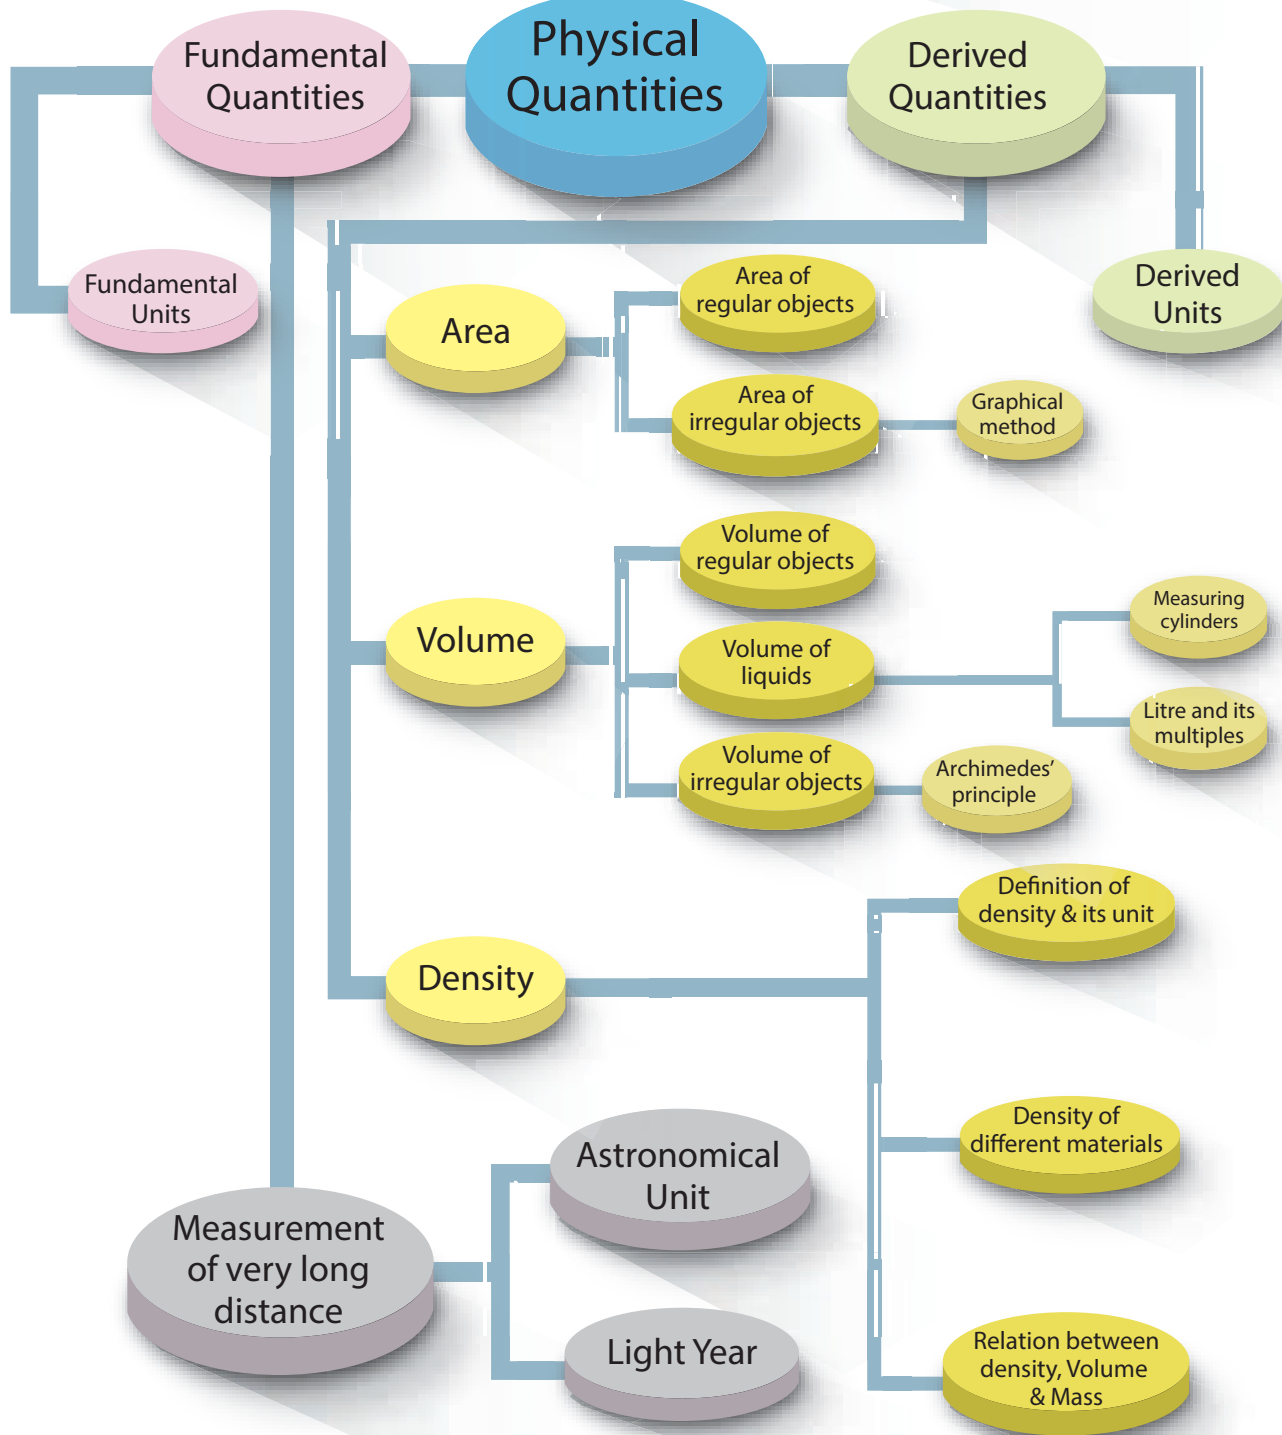 Physical
Quantities
Fundamental
Quantities
Derived
Quantities
Fundamental
Units
Derived
Units
Area
Area of
regular objects
Area of
irregular objects
Graphical
method
Volume
Volume of
regular objects
Volume of
liquids
Measuring
cylinders
Litre and its
multiples
Volume of
irregular objects
Archimedes’
principle
Density
Definition of
density & its unit
Density of
different materials
Relation between
density, Volume
& Mass
Measurement
of very long
distance
Astronomical
Unit
Light Year